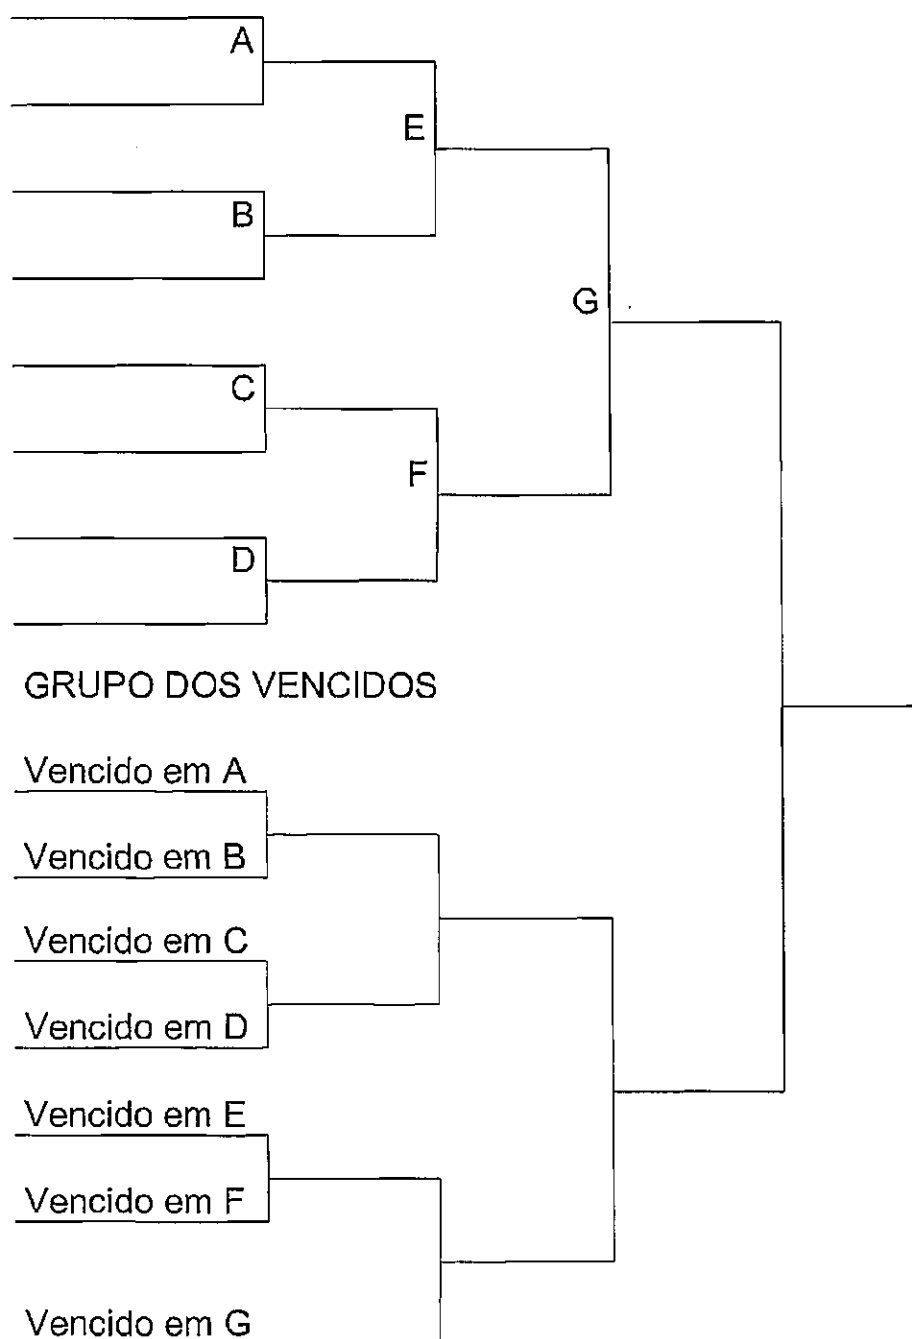 A
E
B
G
C
F
D
GRUPO DOS VENCIDOS
Vencido em A
Vencido em B
Vencido em C
Vencido em D
Vencido em E
Vencido em F
Vencido em G